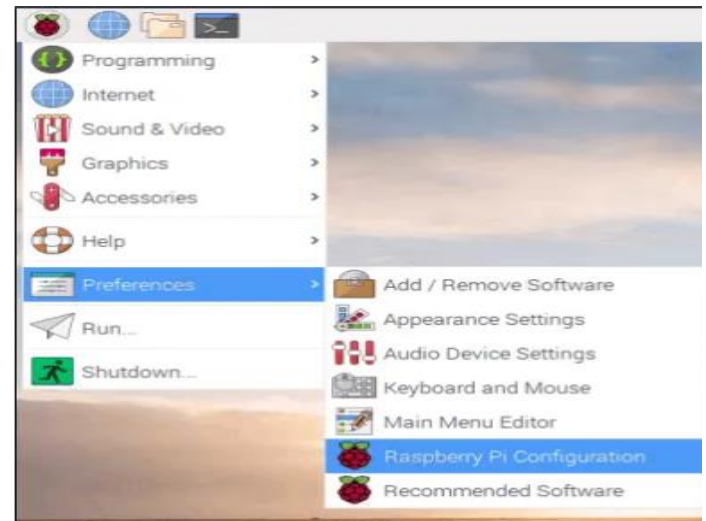 Programming
Internet
Sound & Video
Graphics
Accessories
Help
Preferences
Run...
Shutdown...
Add / Remove Software
Appearance Settings
Audio Device Settings
Keyboard and Mouse
Main Menu Editor
Raspberry Pi Configuration
Recommended Software